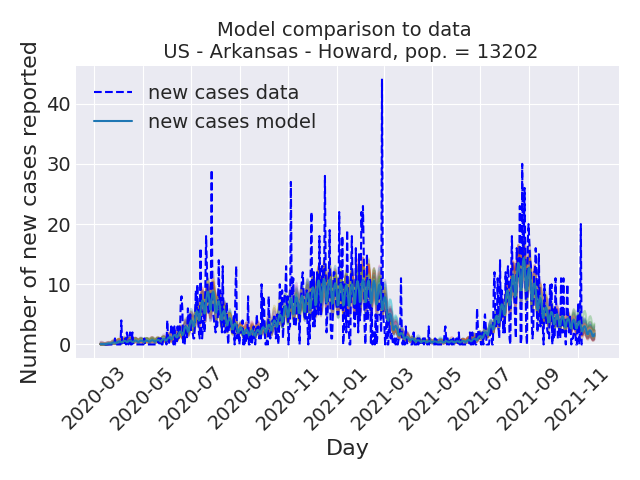 Model comparison to data
US - Arkansas - Howard, pop. = 13202
Number of new cases reported
40
30
20
10
0
new cases data
new cases model
2020-03
2020-05
2020-07
2020-09
2020-11
2021-01
2021-03
2021-05
2021-07
2021-09
2021-11
Day